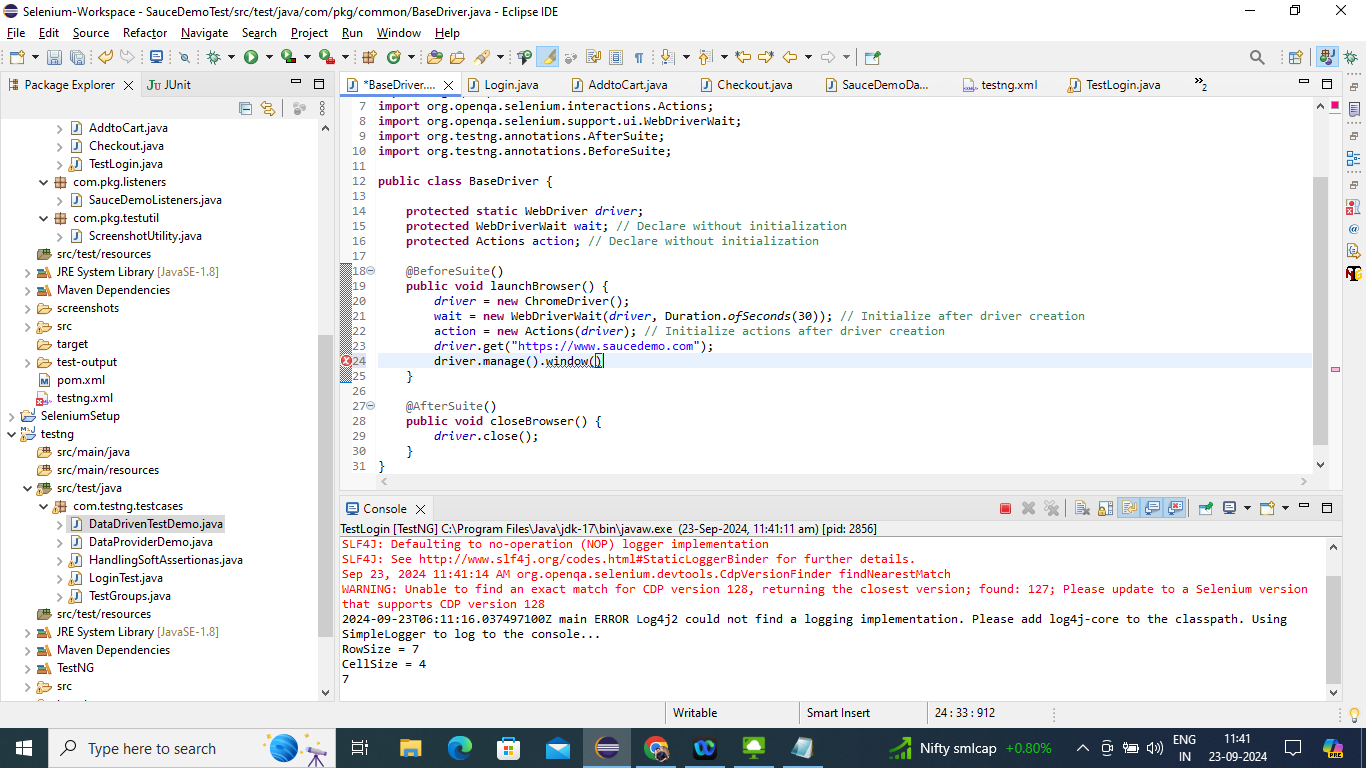 Selenium-Workspace - SauceDemoTest/src/test/java/com/pkg/common/BaseDriver.java - Eclipse IDE
File Edit Source Refactor Navigate Search Project Run Window Help
Package Explorer JUnit
AddtoCart.java
Checkout.java
TestLogin.java
com.pkg.listeners
SauceDemoListeners.java
com.pkg.testutil
ScreenshotUtility.java
src/test/resources
JRE System Library [JavaSE-1.8]
Maven Dependencies
screenshots
src
target
test-output
pom.xml
testng.xml
SeleniumSetup
testng
src/main/java
src/main/resources
src/test/java
com.testng.testcases
DataDrivenTestDemo.java
DataProviderDemo.java
HandlingSoftAssertionas.java
LoginTest.java
TestGroups.java
src/test/resources
JRE System Library [JavaSE-1.8]
Maven Dependencies
TestNG
src
*BaseDriver.... Login.java AddtoCart.java Checkout.java SauceDemoDa... testng.xml TestLogin.java 2
7 import org.openqa.selenium.interactions.Actions;
8 import org.openqa.selenium.support.ui.WebDriverWait;
9 import org.testng.annotations.AfterSuite;
10 import org.testng.annotations.BeforeSuite;
11
12 public class BaseDriver {
13
14 protected static WebDriver driver;
15 protected WebDriverWait wait; // Declare without initialization
16 protected Actions action; // Declare without initialization
17
18 @BeforeSuite()
19 public void launchBrowser() {
20 driver = new ChromeDriver();
21 wait = new WebDriverWait(driver, Duration.ofSeconds(30)); // Initialize after driver creation
22 action = new Actions(driver); // Initialize actions after driver creation
23 driver.get("https://www.saucedemo.com");
24 driver.manage().window()
25 }
26
27 @AfterSuite()
28 public void closeBrowser() {
29 driver.close();
30 }
31 }
Console
TestLogin [TestNG] C:\Program Files\Java\jdk-17\bin\javaw.exe (23-Sep-2024, 11:41:11 am) [pid: 2856]
SLF4J: Defaulting to no-operation (NOP) logger implementation
SLF4J: See http://www.slf4j.org/codes.html#StaticLoggerBinder for further details.
Sep 23, 2024 11:41:14 AM org.openqa.selenium.devtools.CdpVersionFinder findNearestMatch
WARNING: Unable to find an exact match for CDP version 128, returning the closest version; found: 127; Please update to a Selenium version
that supports CDP version 128
2024-09-23T06:11:16.037497100Z main ERROR Log4j2 could not find a logging implementation. Please add log4j-core to the classpath. Using
SimpleLogger to log to the console...
RowSize = 7
CellSize = 4
7
Writable Smart Insert 24 : 33 : 912
Type here to search
Nifty smlcap +0.80%
ENG
IN
11:41
23-09-2024
PRE